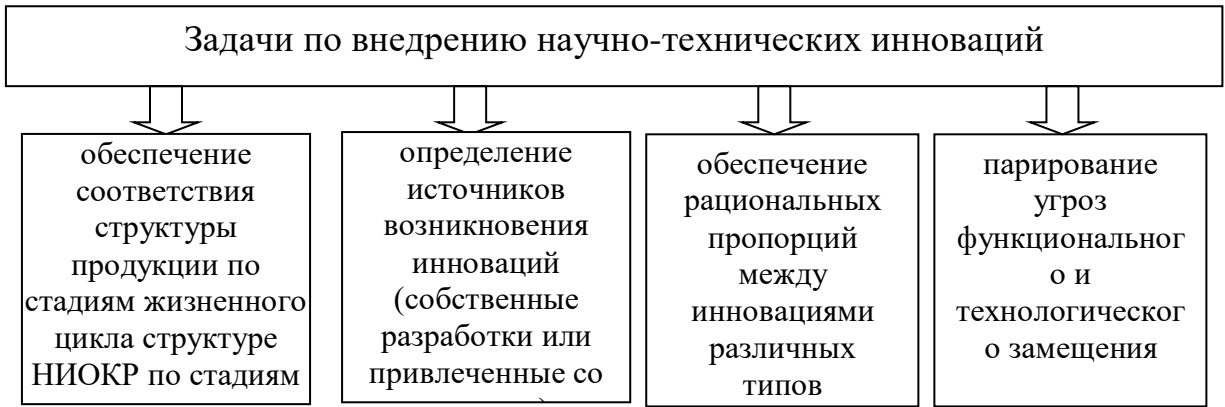 Задачи по внедрению научно-технических инноваций
обеспечение
соответствия
структуры
продукции по
стадиям жизненного
цикла структуре
НИОКР по стадиям
определение
источников
возникновения
инноваций
(собственные
разработки или
привлеченные со
обеспечение
рациональных
пропорций
между
инновациями
различных
типов
парирование
угроз
функциональног
о и
технологическог
о замещения